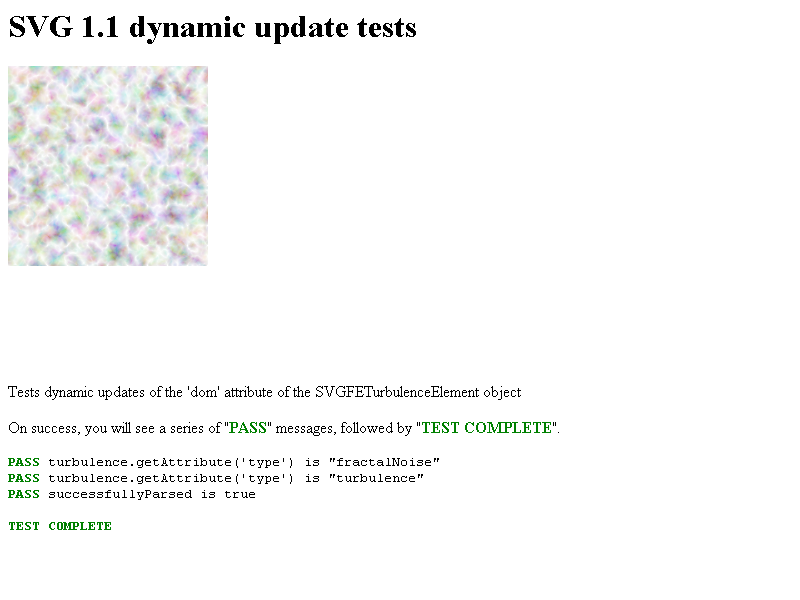 SVG 1.1 dynamic update tests
Tests dynamic updates of the 'dom' attribute of the SVGFETurbulenceElement object
On success, you will see a series of "PASS" messages, followed by "TEST COMPLETE".
PASS turbulence.getAttribute('type') is "fractalNoise"
PASS turbulence.getAttribute('type') is "turbulence"
PASS successfullyParsed is true
TEST COMPLETE